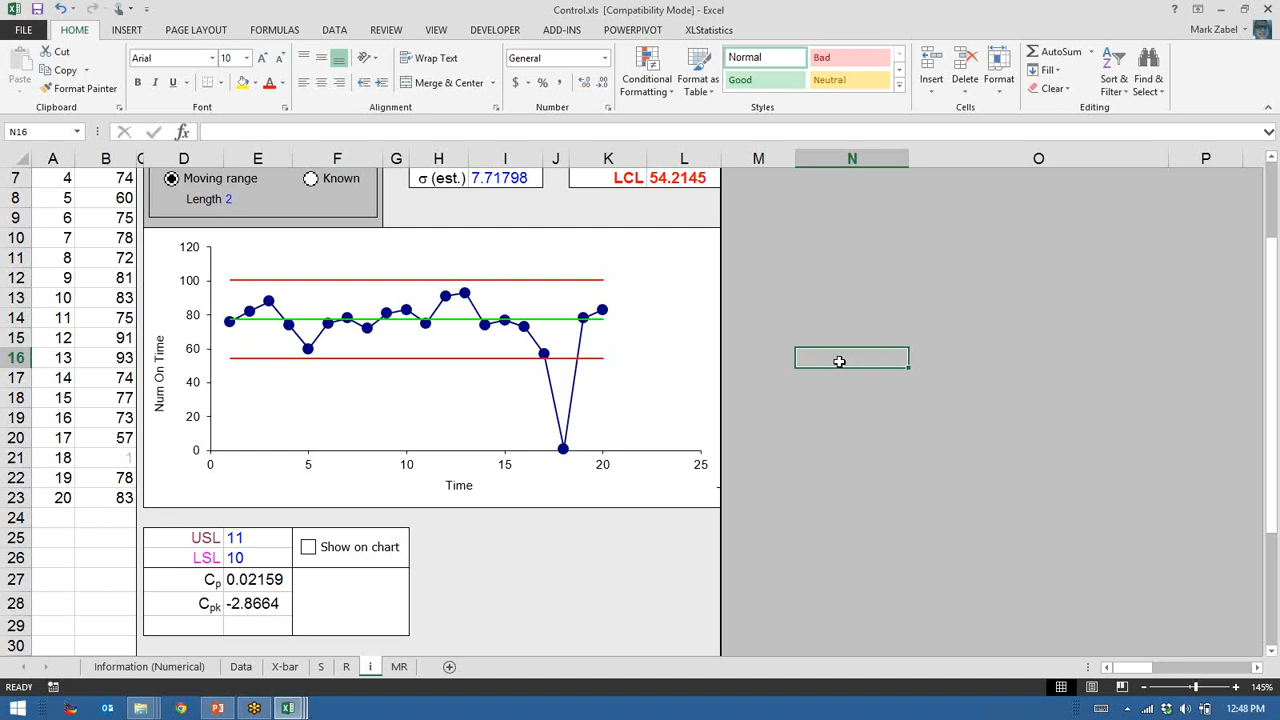 Control.xls [Compatibility Mode] - Excel
FILE HOME INSERT PAGE LAYOUT FORMULAS DATA REVIEW VIEW DEVELOPER ADD-INS POWERPIVOT XLStatistics Mark Zabel
Paste Cut Copy Format Painter
Clipboard
Arial 10 A A
B I U A
Font
Wrap Text
Merge & Center
Alignment
General
$ % ,
Number
Conditional Formatting Format as Table
Normal Bad
Good Neutral
Styles
Insert Delete Format
Cells
AutoSum Fill Clear
Sort & Filter Find & Select
Editing
N16 fx
A B C D E F G H I J K L M N O P
7 4 74 Moving range Known σ (est.) 7.71798 LCL 54.2145
8 5 60 Length 2
9 6 75
10 7 78
11 8 72
12 9 81
13 10 83
14 11 75
15 12 91
16 13 93
17 14 74
18 15 77
19 16 73
20 17 57
21 18 1
22 19 78
23 20 83
24
25 USL 11 Show on chart
26 LSL 10
27 Cp 0.02159
28 Cpk -2.8664
29
30
120
100
80
60
40
20
0
Num On Time
0 5 10 15 20 25
Time
Information (Numerical) Data X-bar S R i MR
READY 145%
12:48 PM